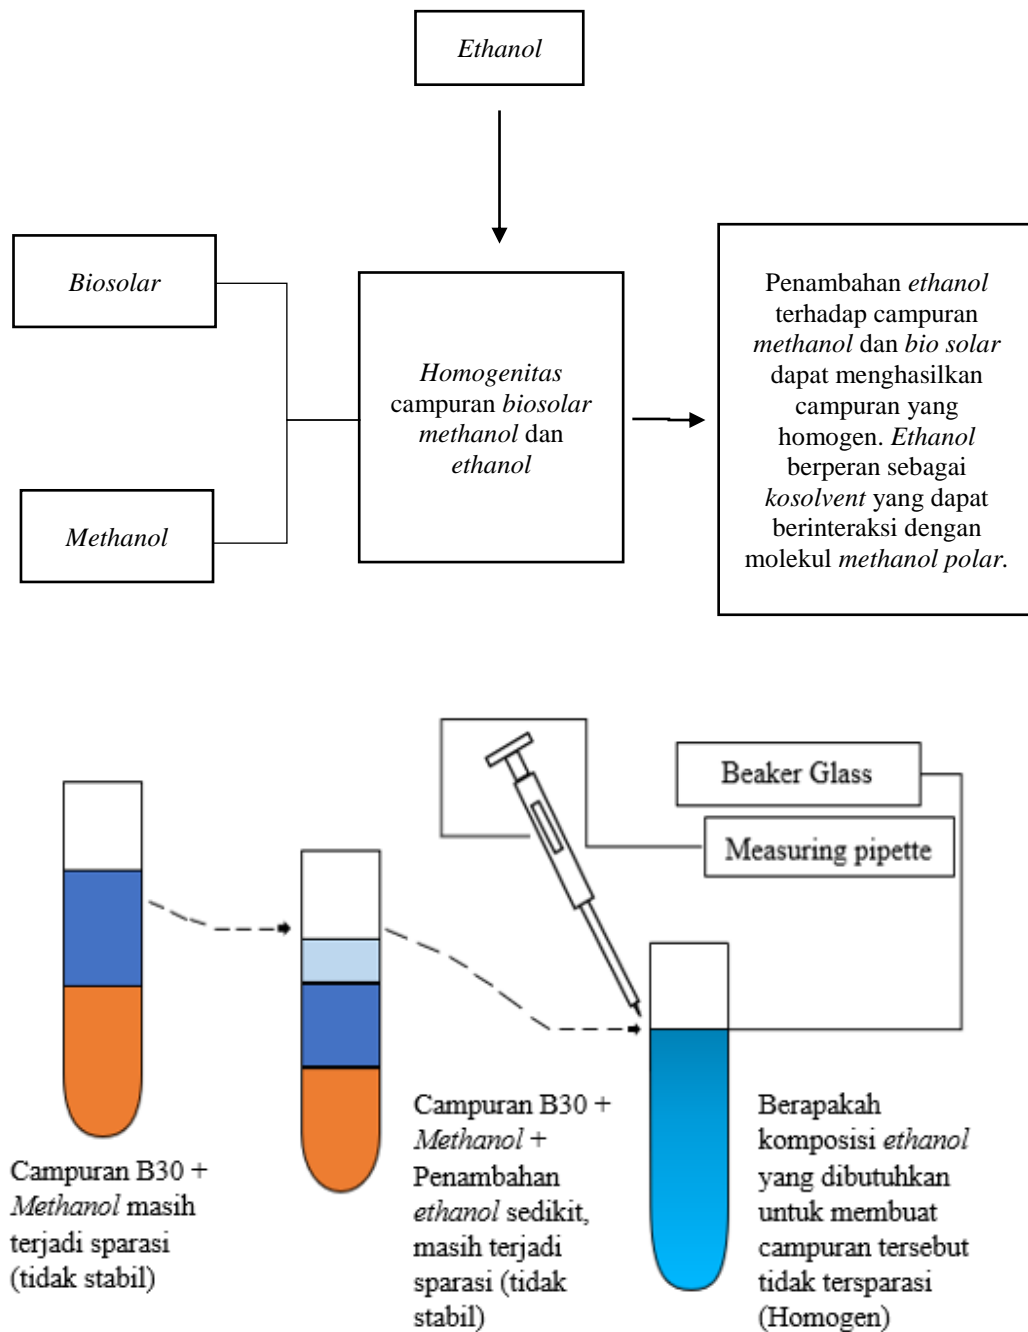 Ethanol
Biosolar
Methanol
Homogenitas
campuran biosolar
methanol dan
ethanol
Penambahan ethanol
terhadap campuran
methanol dan bio solar
dapat menghasilkan
campuran yang
homogen. Ethanol
berperan sebagai
kosolvent yang dapat
berinteraksi dengan
molekul methanol polar.
Beaker Glass
Measuring pipette
Campuran B30 +
Methanol masih
terjadi sparasi
(tidak stabil)
Campuran B30 +
Methanol +
Penambahan
ethanol sedikit,
masih terjadi
sparasi (tidak
stabil)
Berapakah
komposisi ethanol
yang dibutuhkan
untuk membuat
campuran tersebut
tidak tersparasi
(Homogen)